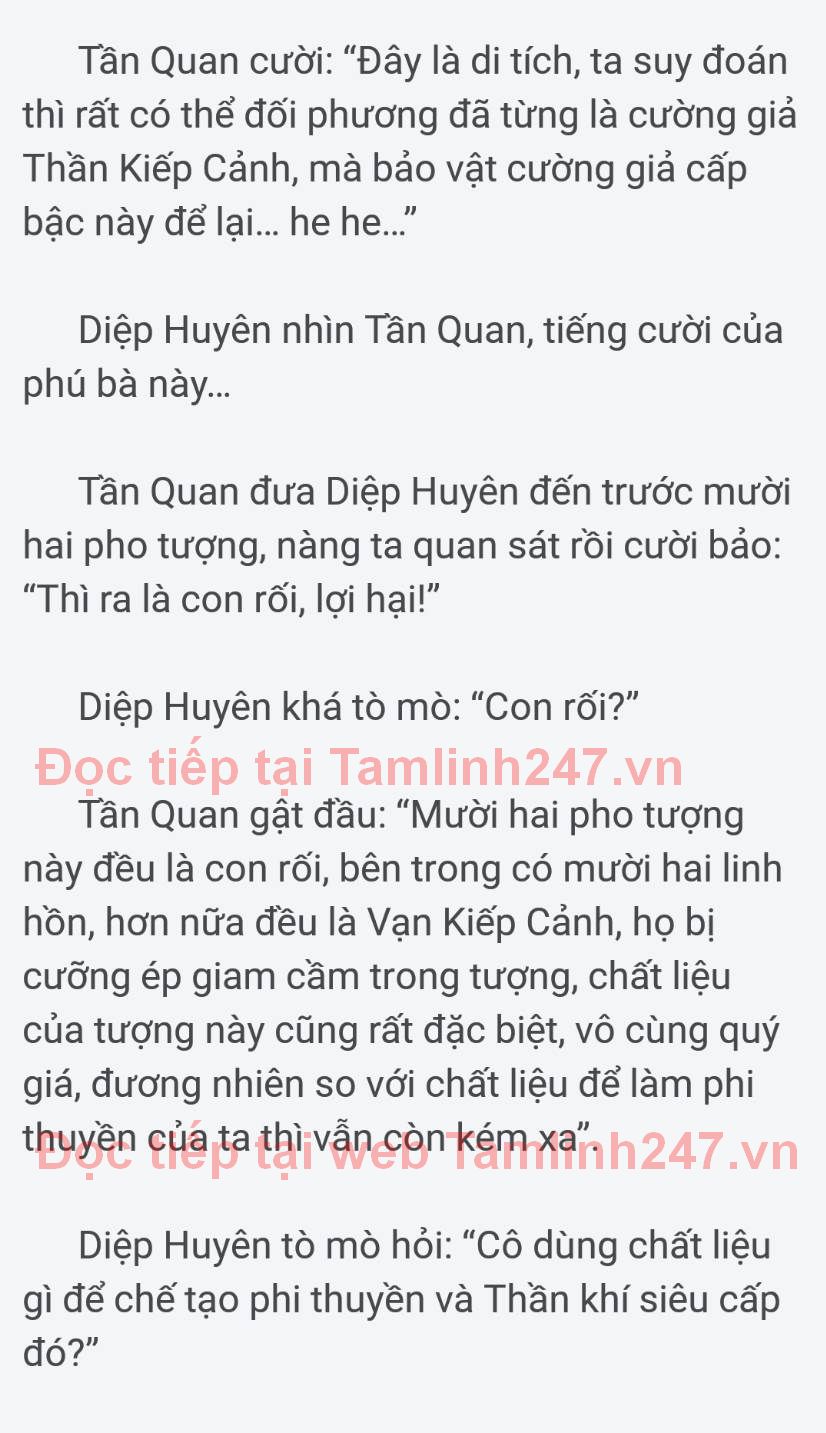 Tần Quan cười: “Đây là di tích, ta suy đoán
thì rất có thể đối phương đã từng là cường giả
Thần Kiếp Cảnh, mà bảo vật cường giả cấp
bậc này để lại... he he...”
Diệp Huyên nhìn Tần Quan, tiếng cười của
phú bà này...
Tần Quan đưa Diệp Huyên đến trước mười
hai pho tượng, nàng ta quan sát rồi cười bảo:
“Thì ra là con rối, lợi hại!”
Diệp Huyên khá tò mò: “Con rối?”
Đọc tiếp tại Tamlinh247.vn
Tần Quan gật đầu: “Mười hai pho tượng
này đều là con rối, bên trong có mười hai linh
hồn, hơn nữa đều là Vạn Kiếp Cảnh, họ bị
cưỡng ép giam cầm trong tượng, chất liệu
của tượng này cũng rất đặc biệt, vô cùng quý
giá, đương nhiên so với chất liệu để làm phi
thuyền của ta thì vẫn còn kém xa”.
Đọc tiếp tại web Tamlinh247.vn
Diệp Huyên tò mò hỏi: “Cô dùng chất liệu
gì để chế tạo phi thuyền và Thần khí siêu cấp
đó?”